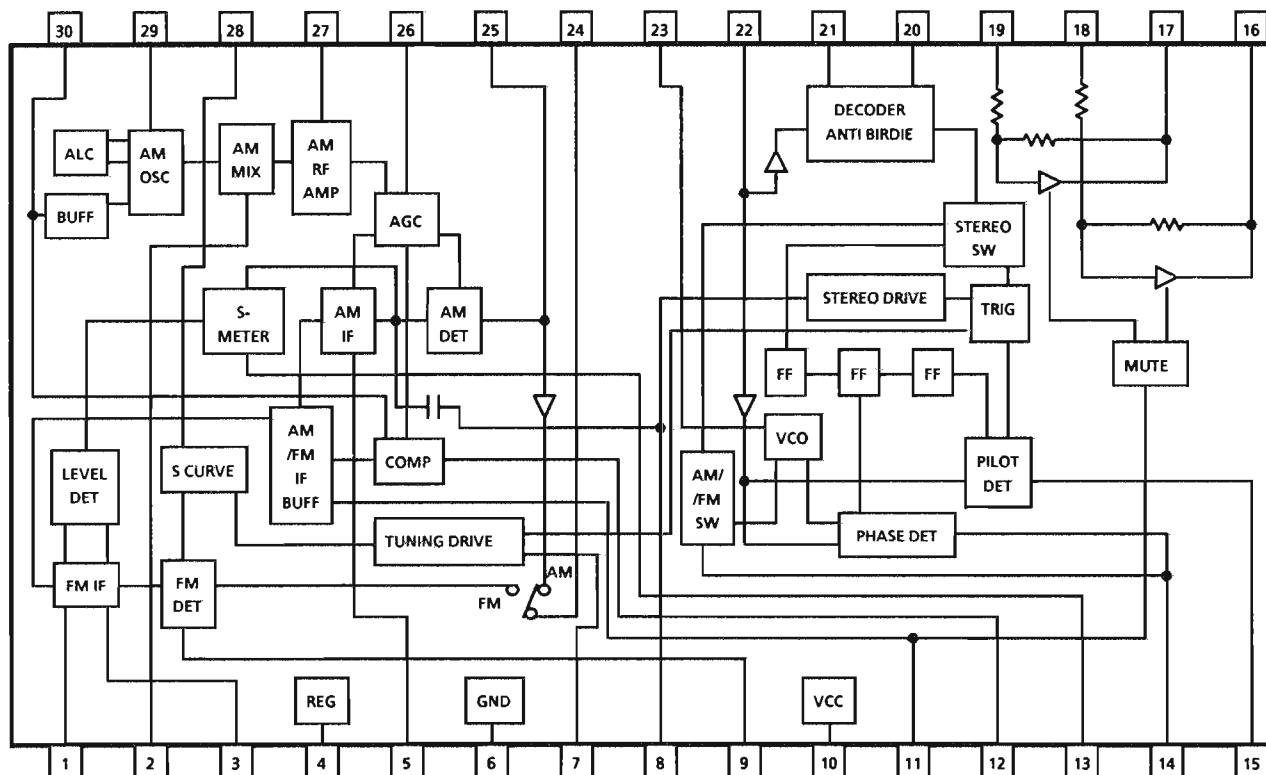 30 29 28 27 26 25 24 23 22 21 20 19 18 17 16
DECODER
ANTI BIRDIE
ALC
AM
OSC
AM
MIX
AM
RF
AMP
BUFF
AGC
STEREO
SW
S-
METER
AM
IF
AM
DET
STEREO DRIVE
TRIG
FF
FF
FF
MUTE
LEVEL
DET
S CURVE
AM
/FM
IF
BUFF
COMP
VCO
AM/
/FM
SW
PILOT
DET
TUNING DRIVE
PHASE DET
FM IF
FM
DET
FM
AM
REG
GND
VCC
1 2 3 4 5 6 7 8 9 10 11 12 13 14 15